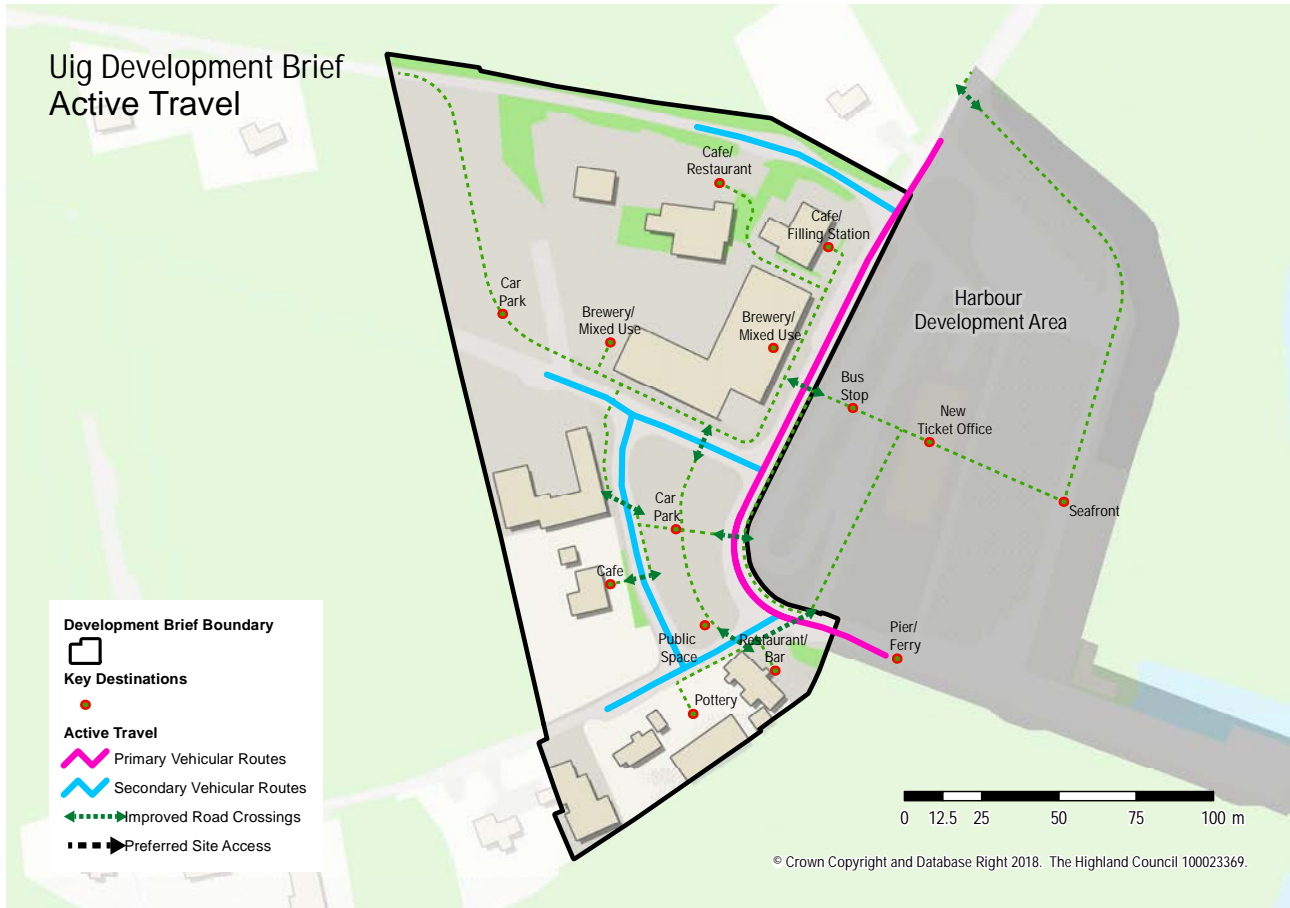 Uig Development Brief
Active Travel
Cafe/
Restaurant
Cafe/
Filling Station
Car
Park
Brewery/
Mixed Use
Brewery/
Mixed Use
Harbour
Development Area
Bus
Stop
New
Ticket Office
Seafront
Car
Park
Cafe
Public
Space
Restaurant/
Bar
Pier/
Ferry
Pottery
Development Brief Boundary
Key Destinations
Active Travel
Primary Vehicular Routes
Secondary Vehicular Routes
Improved Road Crossings
Preferred Site Access
0 12.5 25 50 75 100 m
© Crown Copyright and Database Right 2018. The Highland Council 100023369.